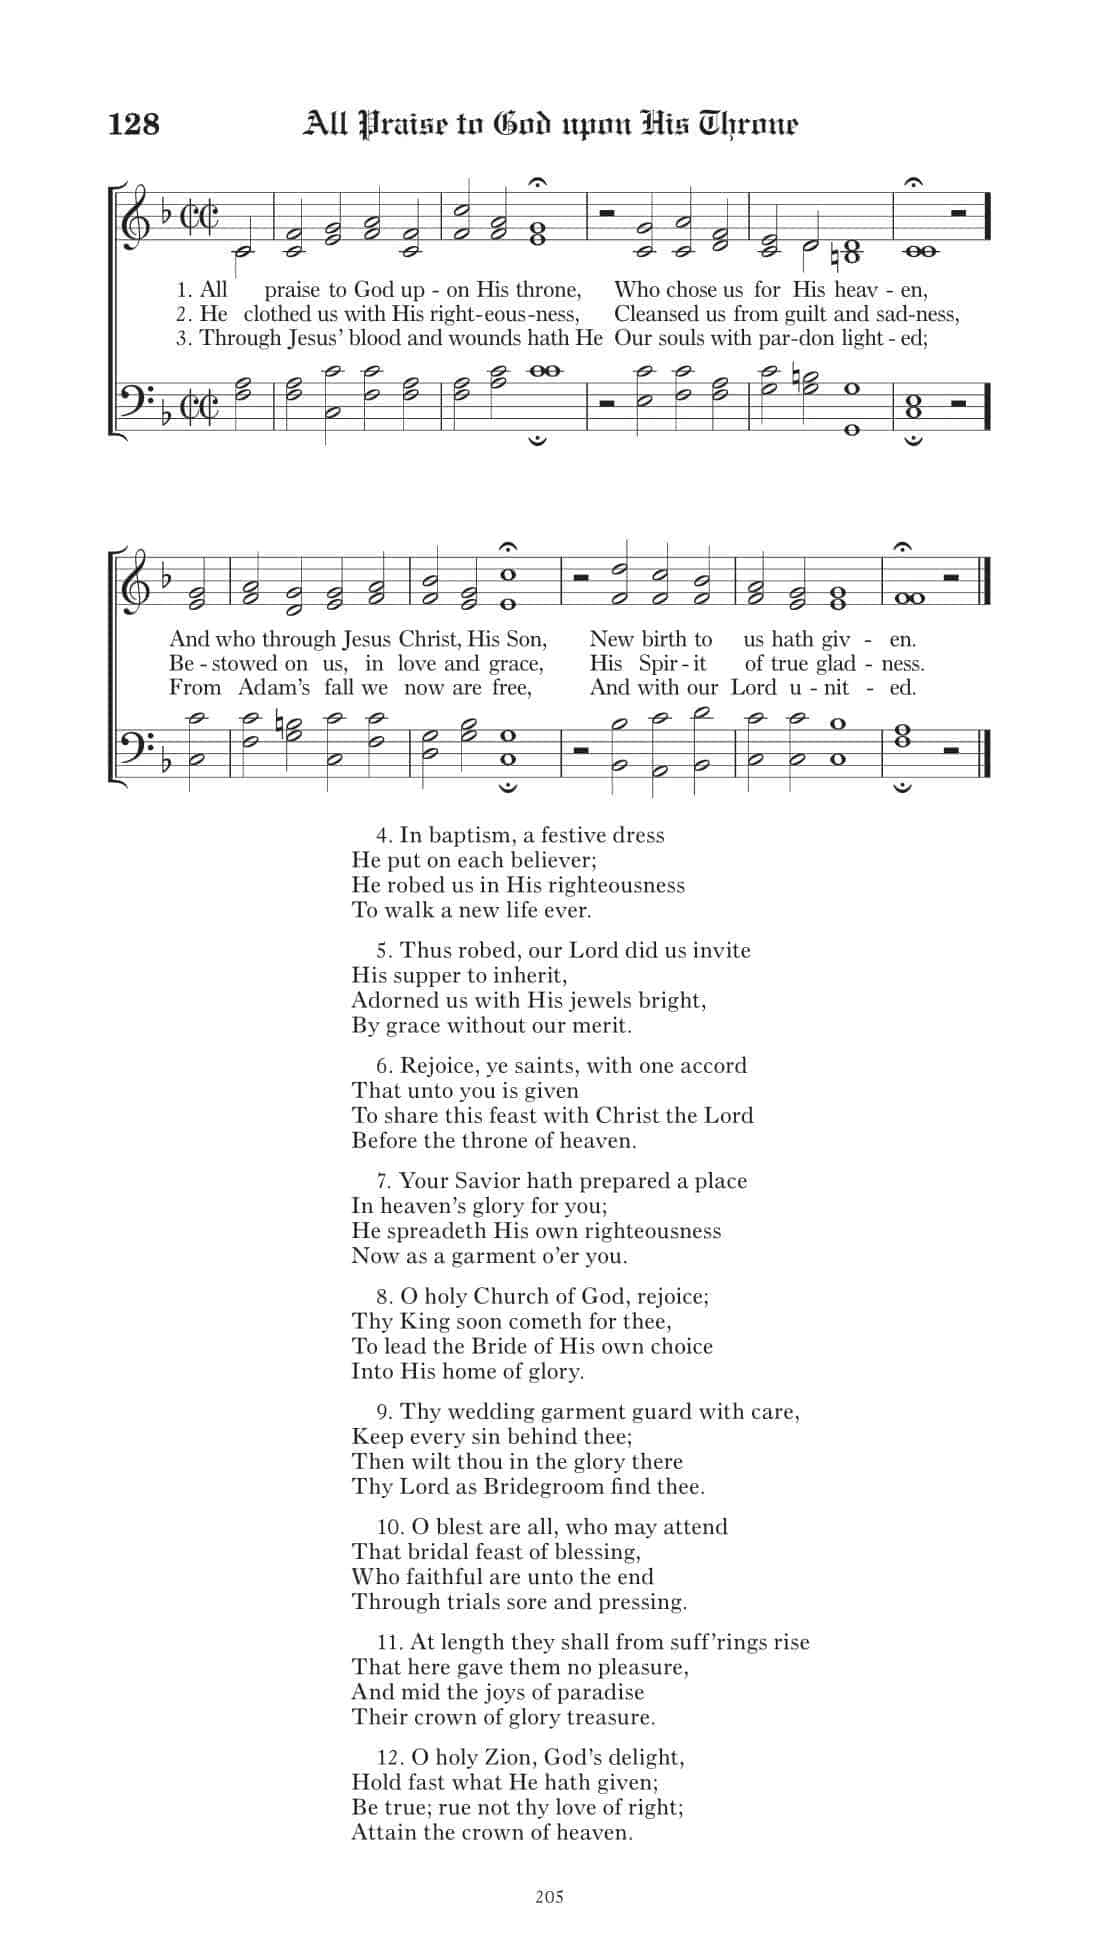 128 All Praise to God upon His Throne
1. All praise to God up - on His throne, Who chose us for His heav - en,
2. He clothed us with His right-eous-ness, Cleansed us from guilt and sad-ness,
3. Through Jesus’ blood and wounds hath He Our souls with par-don light - ed;
And who through Jesus Christ, His Son, New birth to us hath giv - en.
Be - stowed on us, in love and grace, His Spir - it of true glad - ness.
From Adam’s fall we now are free, And with our Lord u - nit - ed.
4. In baptism, a festive dress
He put on each believer;
He robed us in His righteousness
To walk a new life ever.
5. Thus robed, our Lord did us invite
His supper to inherit,
Adorned us with His jewels bright,
By grace without our merit.
6. Rejoice, ye saints, with one accord
That unto you is given
To share this feast with Christ the Lord
Before the throne of heaven.
7. Your Savior hath prepared a place
In heaven’s glory for you;
He spreadeth His own righteousness
Now as a garment o’er you.
8. O holy Church of God, rejoice;
Thy King soon cometh for thee,
To lead the Bride of His own choice
Into His home of glory.
9. Thy wedding garment guard with care,
Keep every sin behind thee;
Then wilt thou in the glory there
Thy Lord as Bridegroom find thee.
10. O blest are all, who may attend
That bridal feast of blessing,
Who faithful are unto the end
Through trials sore and pressing.
11. At length they shall from suff’rings rise
That here gave them no pleasure,
And mid the joys of paradise
Their crown of glory treasure.
12. O holy Zion, God’s delight,
Hold fast what He hath given;
Be true; rue not thy love of right;
Attain the crown of heaven.
205